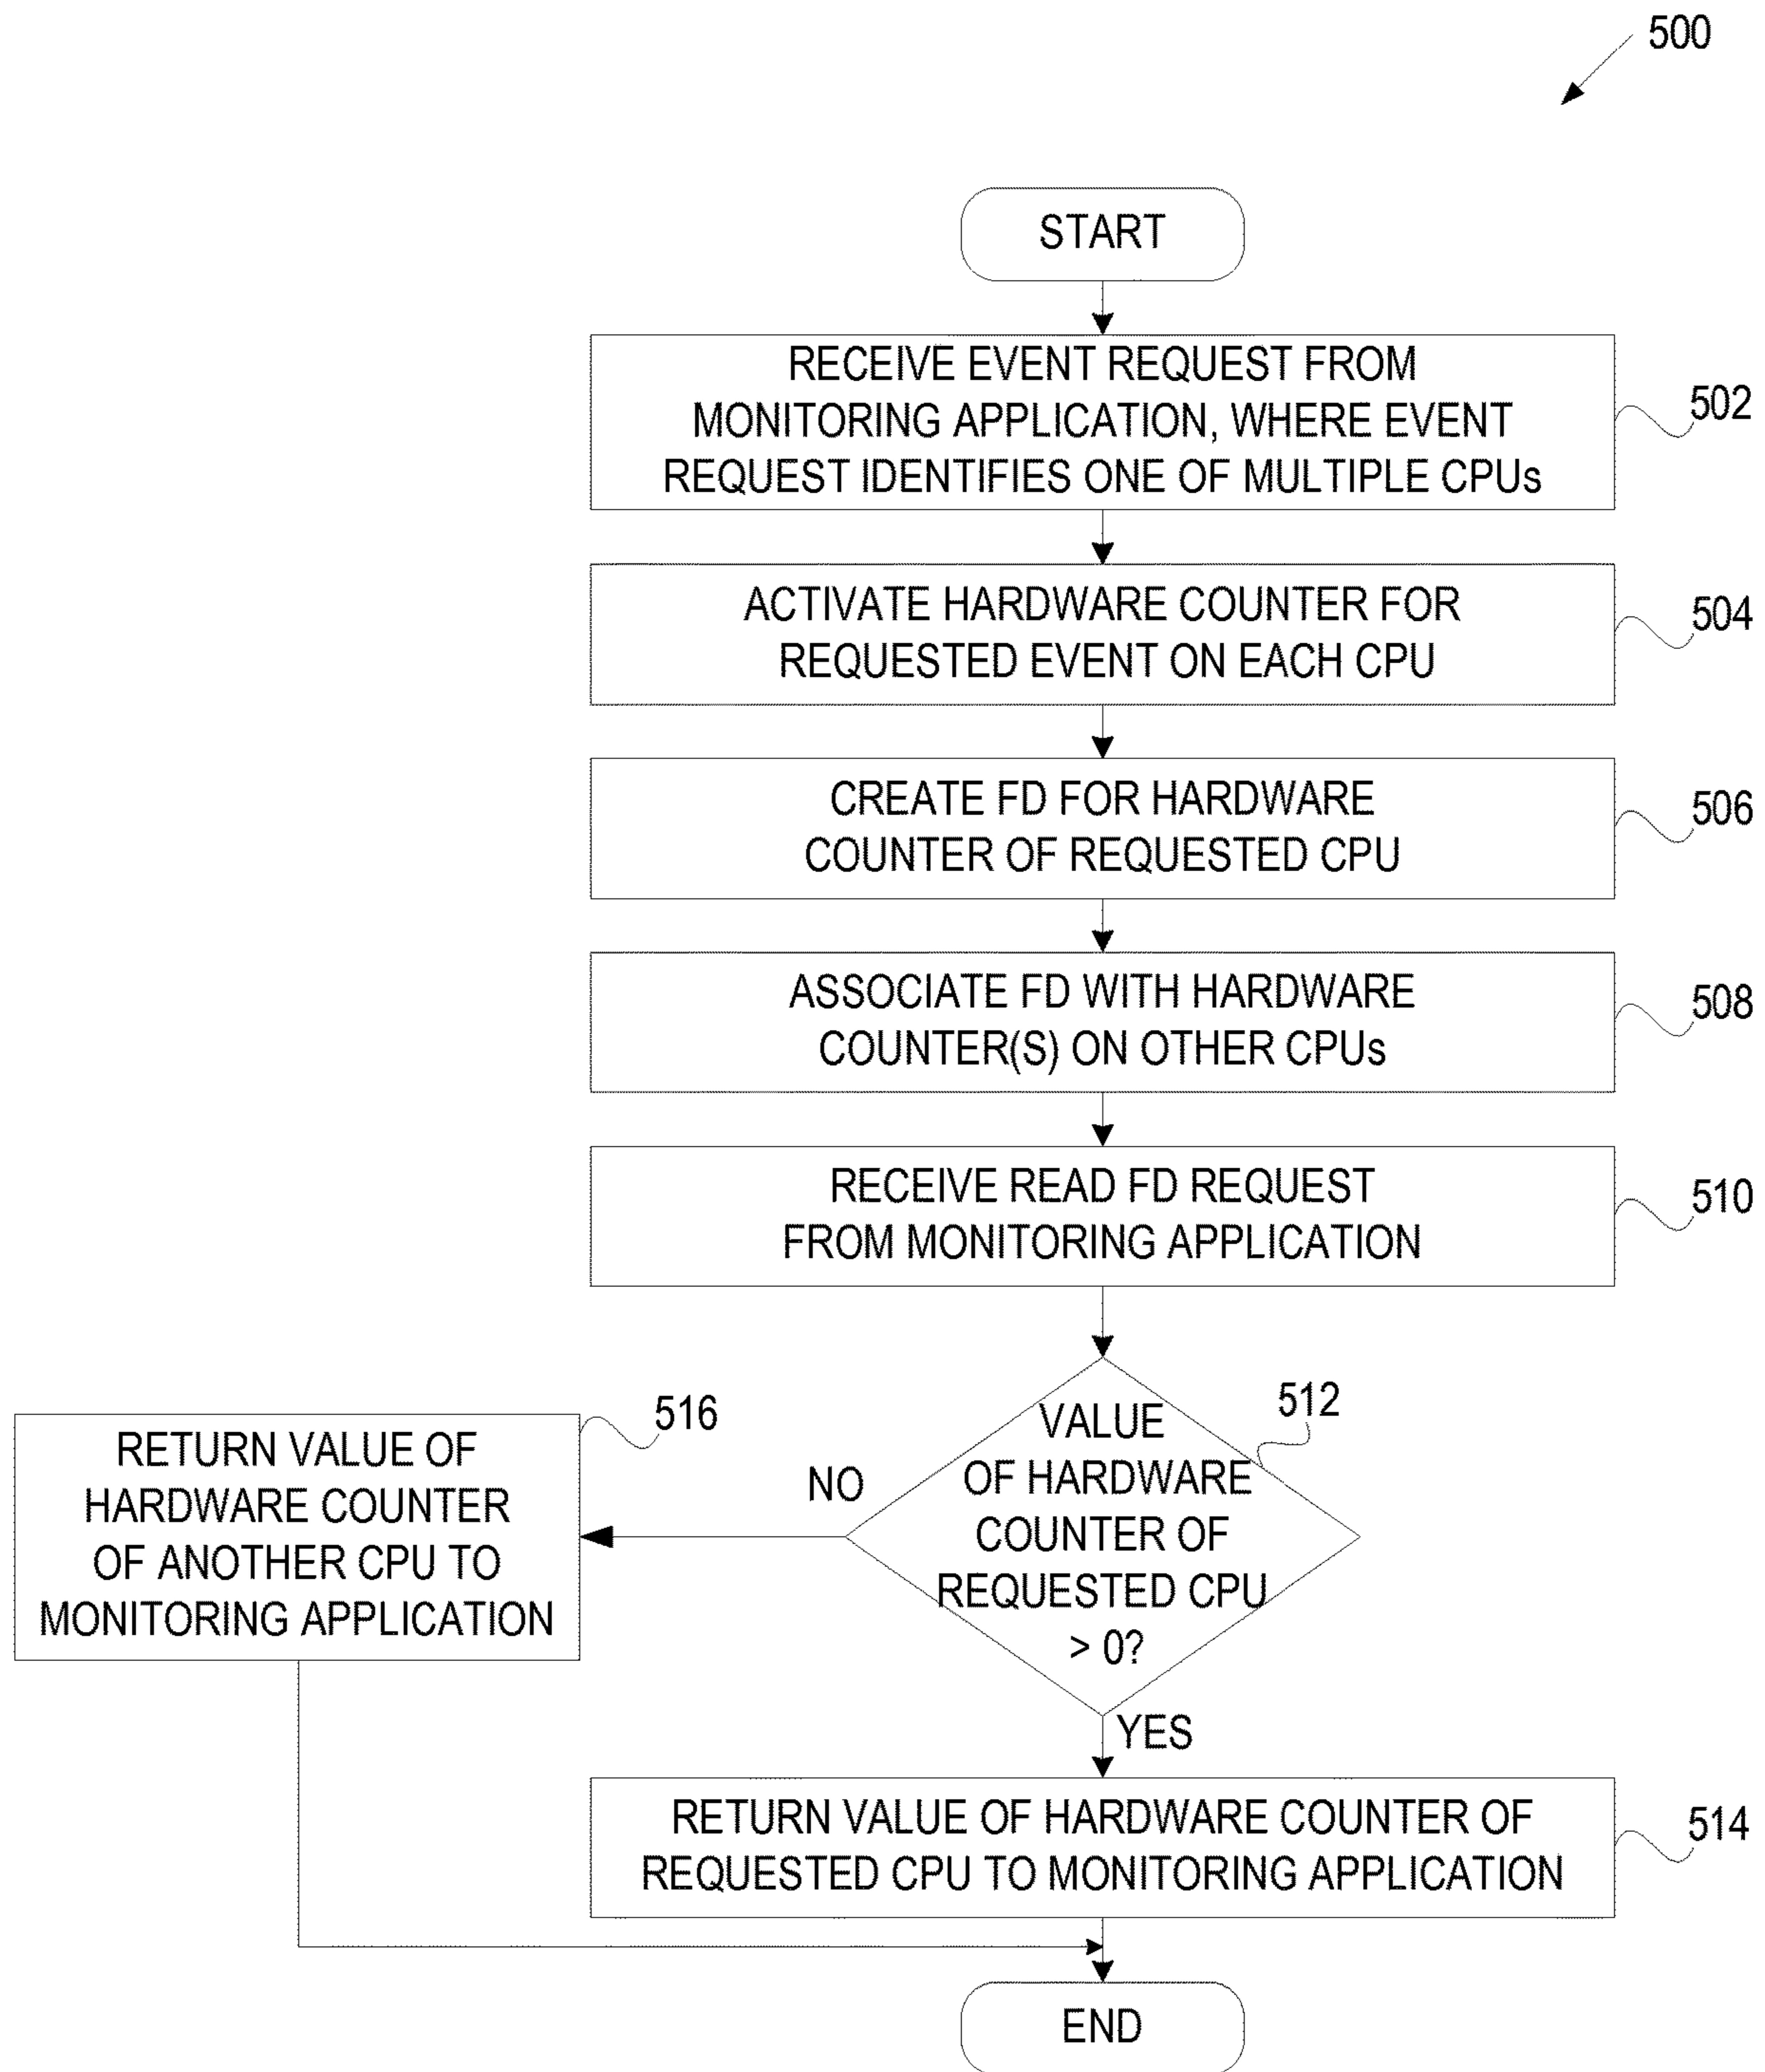 500
START
RECEIVE EVENT REQUEST FROM
MONITORING APPLICATION, WHERE EVENT
REQUEST IDENTIFIES ONE OF MULTIPLE CPUs
502
ACTIVATE HARDWARE COUNTER FOR
REQUESTED EVENT ON EACH CPU
504
CREATE FD FOR HARDWARE
COUNTER OF REQUESTED CPU
506
ASSOCIATE FD WITH HARDWARE
COUNTER(S) ON OTHER CPUs
508
RECEIVE READ FD REQUEST
FROM MONITORING APPLICATION
510
VALUE
OF HARDWARE
COUNTER OF
REQUESTED CPU
> 0?
512
NO
RETURN VALUE OF
HARDWARE COUNTER
OF ANOTHER CPU TO
MONITORING APPLICATION
516
YES
RETURN VALUE OF HARDWARE COUNTER OF
REQUESTED CPU TO MONITORING APPLICATION
514
END